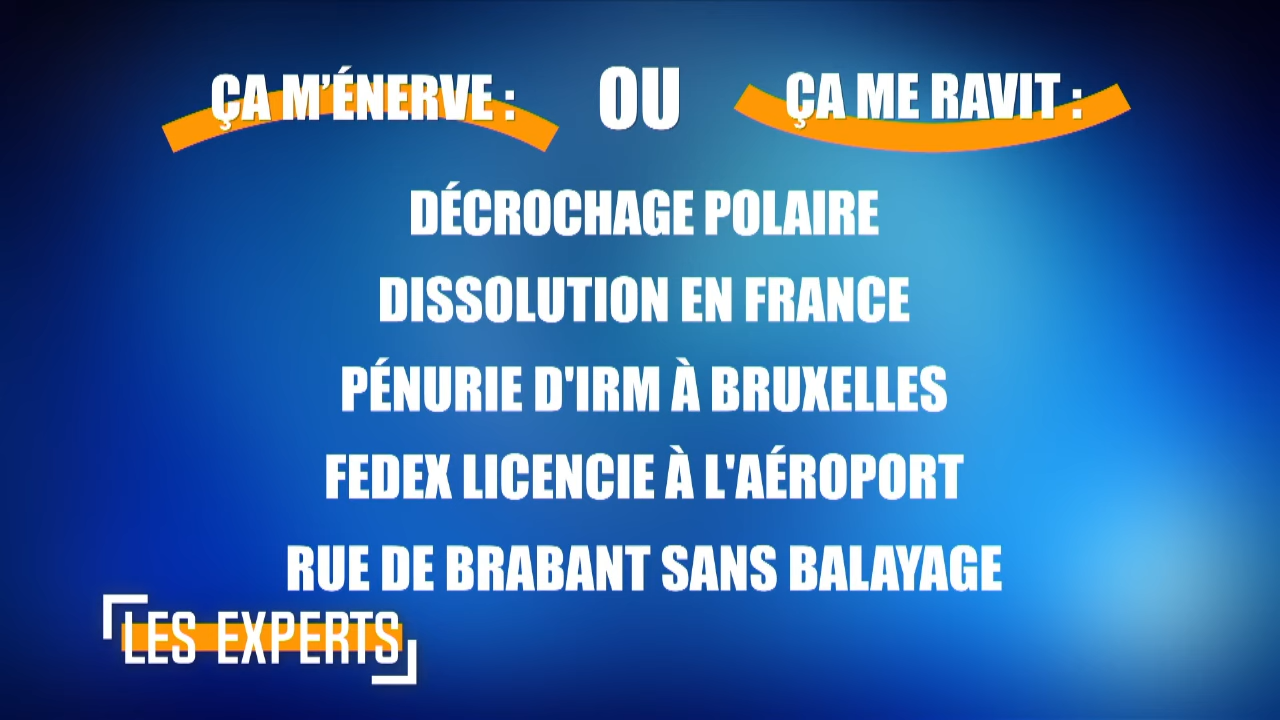 ÇA M'ÉNERVE : OU ÇA ME RAVIT :
DÉCROCHAGE POLAIRE
DISSOLUTION EN FRANCE
PÉNURIE D'IRM À BRUXELLES
FEDEX LICENCIE À L'AÉROPORT
RUE DE BRABANT SANS BALAYAGE
LES EXPERTS